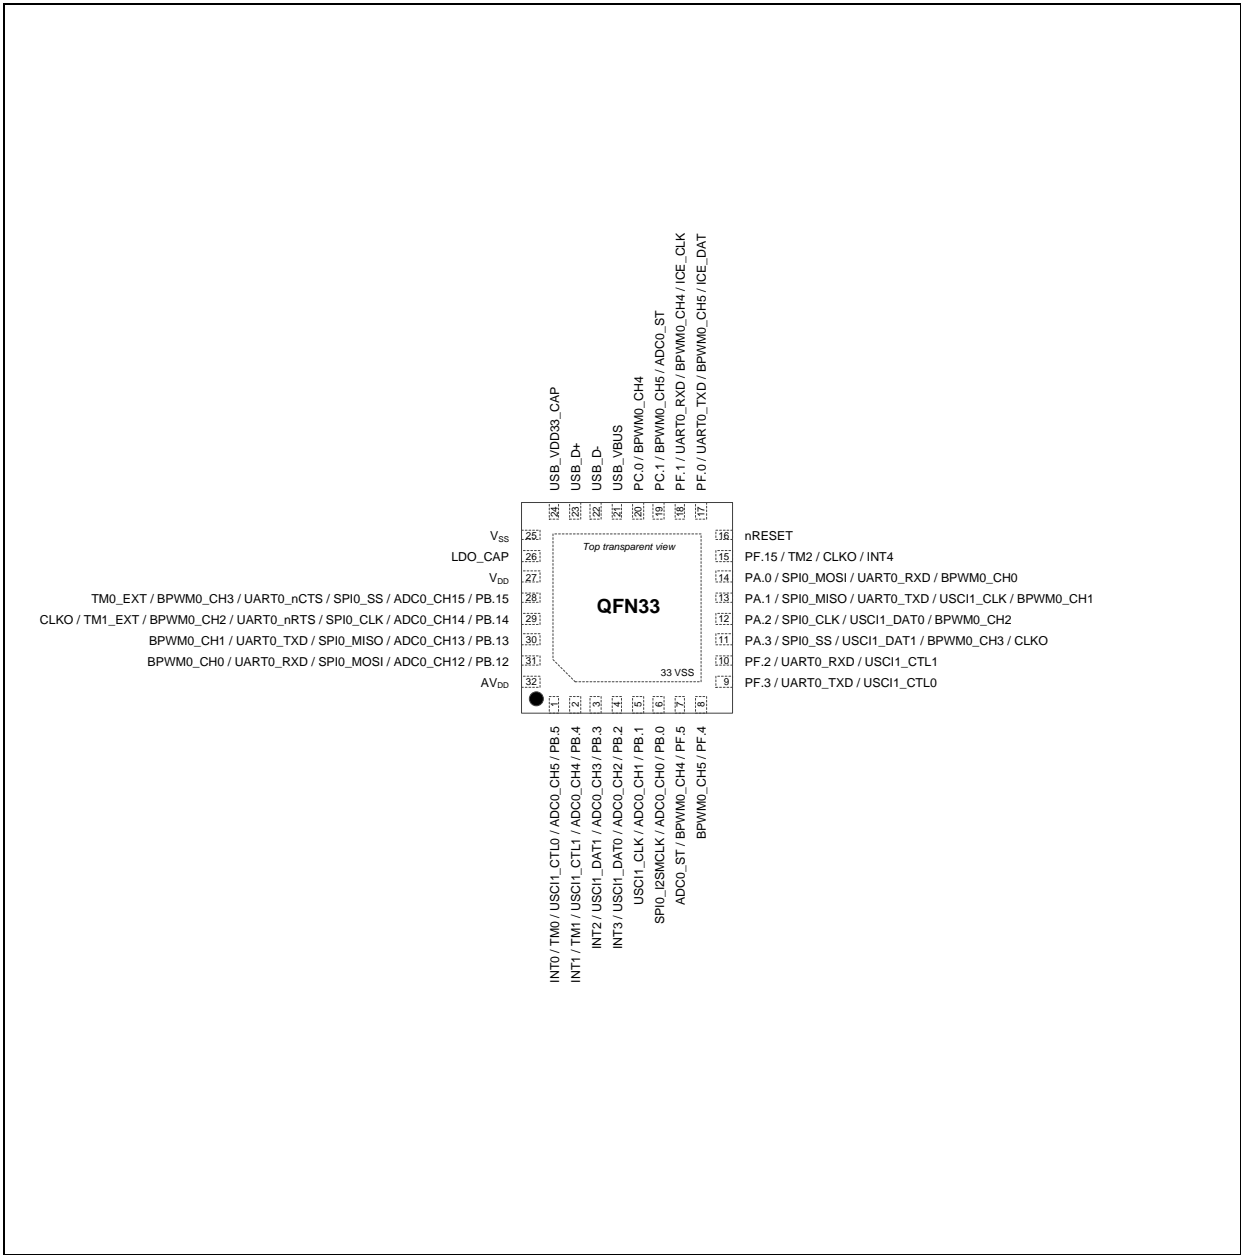 USB_VDD33_CAP
USB_D+
USB_D-
USB_VBUS
PC.0 / BPWM0_CH4
PC.1 / BPWM0_CH5 / ADC0_ST
PF.1 / UART0_RXD / BPWM0_CH4 / ICE_CLK
PF.0 / UART0_TXD / BPWM0_CH5 / ICE_DAT
24
23
22
21
20
19
18
17
VSS
25
LDO_CAP
26
VDD
27
TM0_EXT / BPWM0_CH3 / UART0_nCTS / SPI0_SS / ADC0_CH15 / PB.15
28
CLKO / TM1_EXT / BPWM0_CH2 / UART0_nRTS / SPI0_CLK / ADC0_CH14 / PB.14
29
BPWM0_CH1 / UART0_TXD / SPI0_MISO / ADC0_CH13 / PB.13
30
BPWM0_CH0 / UART0_RXD / SPI0_MOSI / ADC0_CH12 / PB.12
31
AVDD
32
Top transparent view
QFN33
33 VSS
16
nRESET
15
PF.15 / TM2 / CLKO / INT4
14
PA.0 / SPI0_MOSI / UART0_RXD / BPWM0_CH0
13
PA.1 / SPI0_MISO / UART0_TXD / USCI1_CLK / BPWM0_CH1
12
PA.2 / SPI0_CLK / USCI1_DAT0 / BPWM0_CH2
11
PA.3 / SPI0_SS / USCI1_DAT1 / BPWM0_CH3 / CLKO
10
PF.2 / UART0_RXD / USCI1_CTL1
9
PF.3 / UART0_TXD / USCI1_CTL0
1
2
3
4
5
6
7
8
INT0 / TM0 / USCI1_CTL0 / ADC0_CH5 / PB.5
INT1 / TM1 / USCI1_CTL1 / ADC0_CH4 / PB.4
INT2 / USCI1_DAT1 / ADC0_CH3 / PB.3
INT3 / USCI1_DAT0 / ADC0_CH2 / PB.2
USCI1_CLK / ADC0_CH1 / PB.1
SPI0_I2SMCLK / ADC0_CH0 / PB.0
ADC0_ST / BPWM0_CH4 / PF.5
BPWM0_CH5 / PF.4